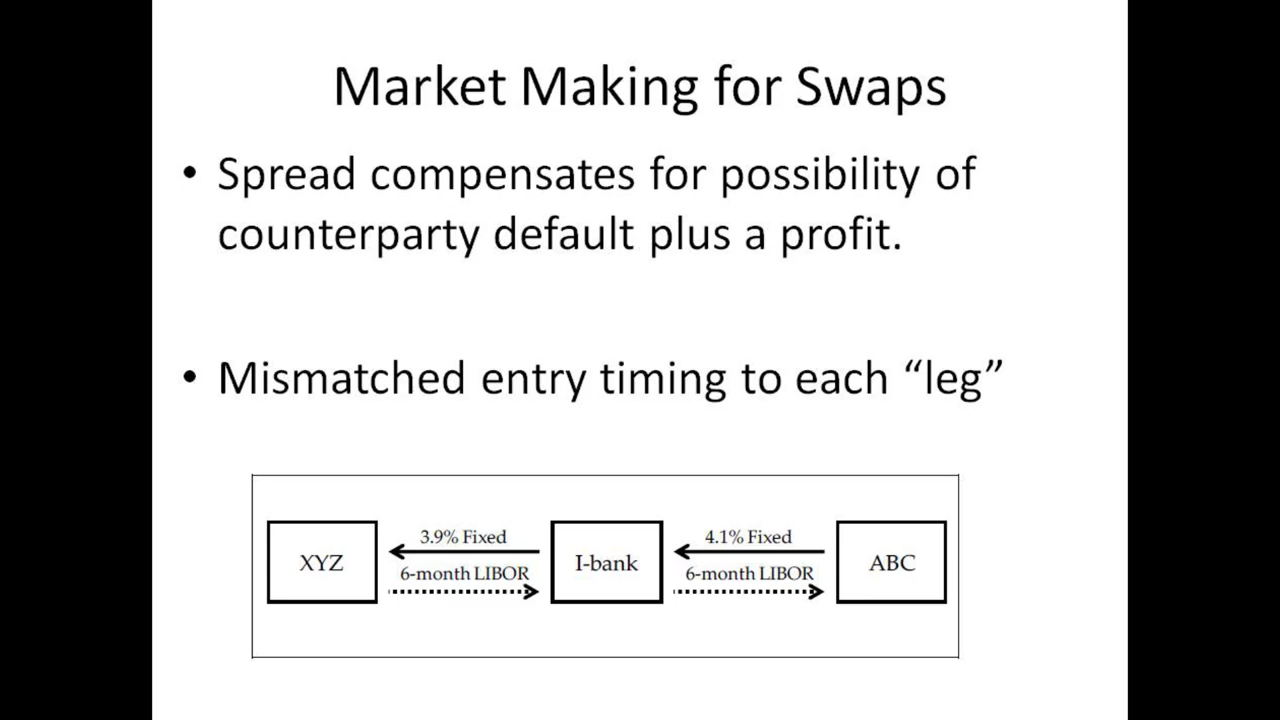 Market Making for Swaps
• Spread compensates for possibility of
counterparty default plus a profit.
• Mismatched entry timing to each “leg”
3.9% Fixed
4.1% Fixed
XYZ
I-bank
ABC
6-month LIBOR
6-month LIBOR